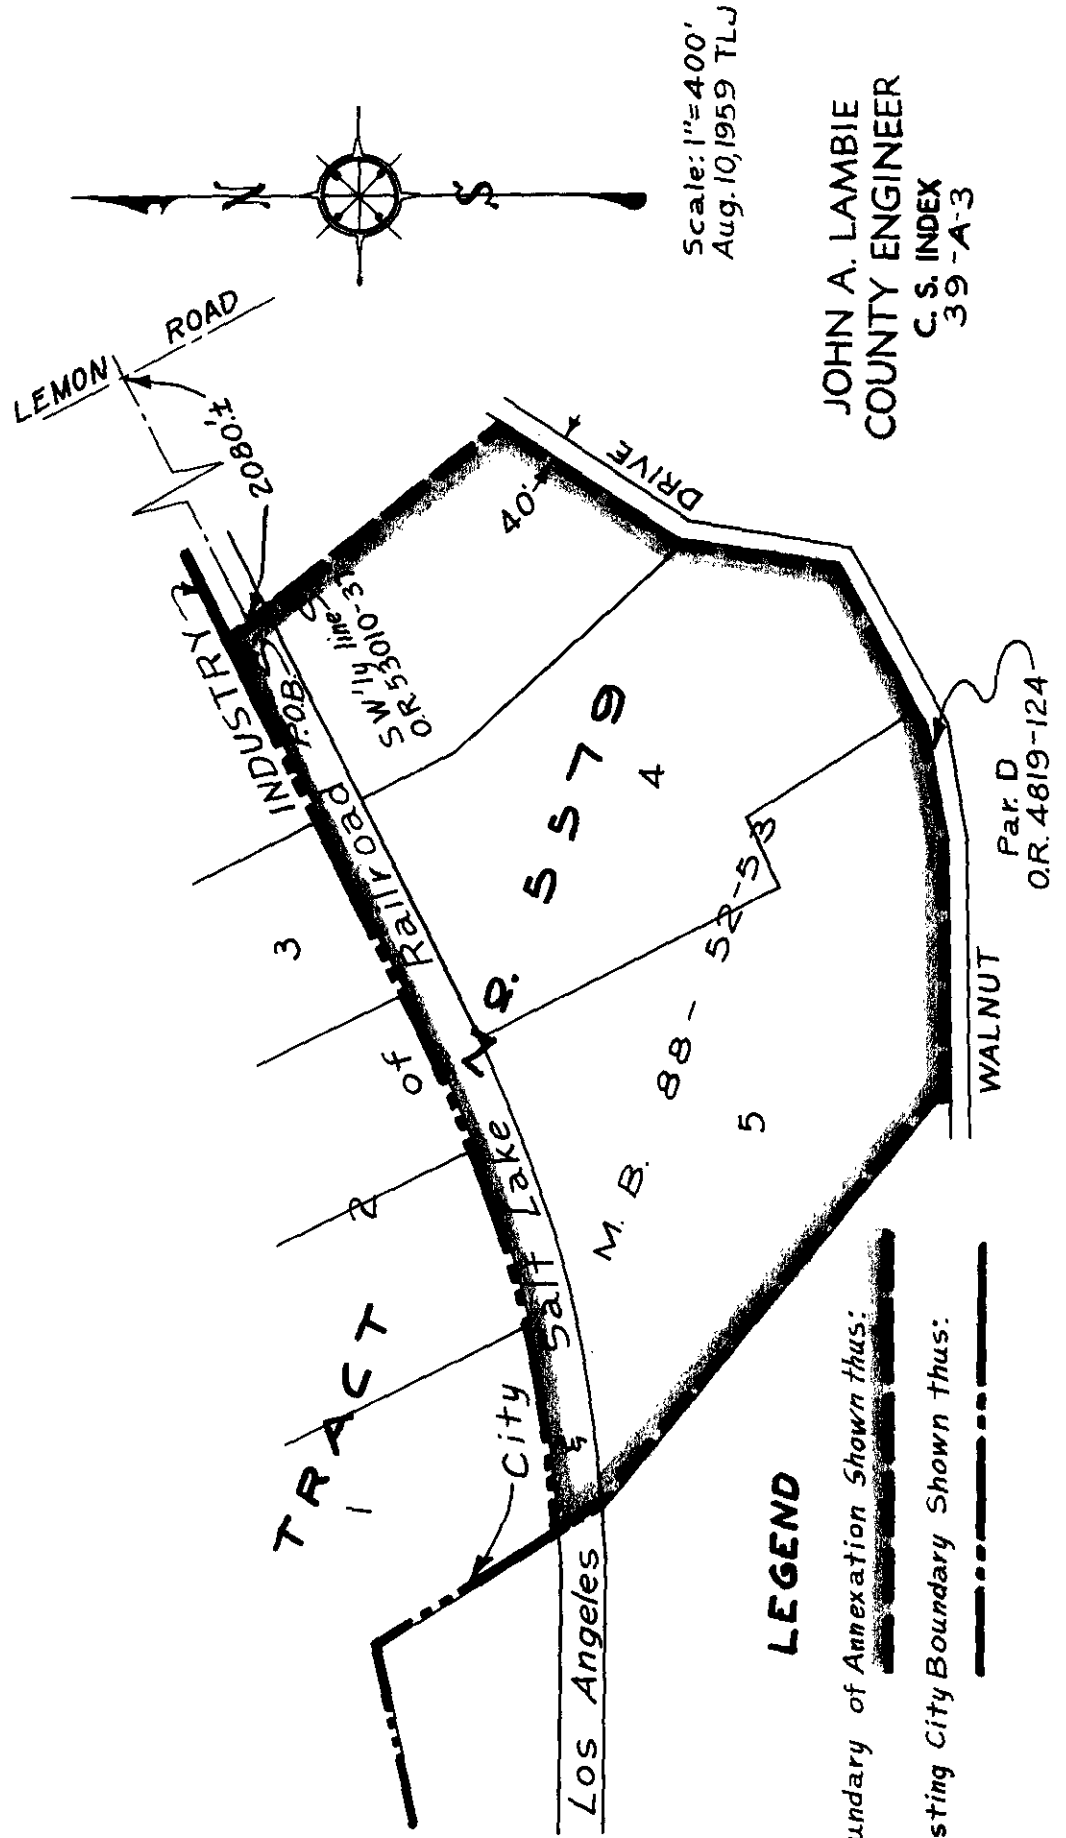 LEMON ROAD
2080'±
N
S
Scale: 1"=400'
Aug. 10, 1959 TLJ
JOHN A. LAMBIE
COUNTY ENGINEER
C. S. INDEX
39-A-3
INDUSTRY
P.O.B.
SW'ly line
O.R. 53010-37
40'
DRIVE
WALNUT
Par. D
O.R. 4819-124
TRACT
5579
1
2
3
4
5
M. B. 88-52-53
City of
Los Angeles & Salt Lake Railroad
LEGEND
undary of Annexation Shown thus:
sting City Boundary Shown thus: